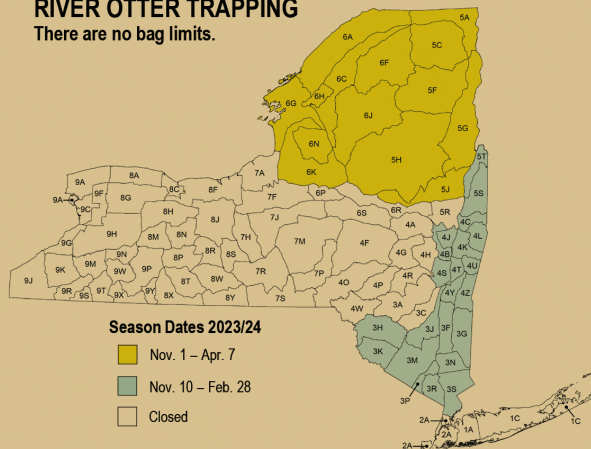 RIVER OTTER TRAPPING
There are no bag limits.
5A
6A
5C
6F
6C
5F
6H
6G
6J
5G
6N
5H
5T
6K
7A
9A
8A
8C
8F
6P
5J
5S
9F
7F
9A
8G
9C
8H
8J
7J
6S
6R
5R
4A
4C
9H
8M
8N
7H
7M
4F
4J
4L
9G
4G
4H
4B
4K
9N
8P
8R
8S
9M
9K
9W
9P
7R
7P
4R
4S
4T
4U
9J
8T
8W
4O
4P
9R
9S
9T
9X
9Y
8X
8Y
7S
4Y
4Z
4W
3A
3C
Season Dates 2023/24
3H
3J
3F
3G
Nov. 1 – Apr. 7
3K
3M
3N
Nov. 10 – Feb. 28
3R
3S
3P
Closed
2A
1C
1C
2A
1A
2A